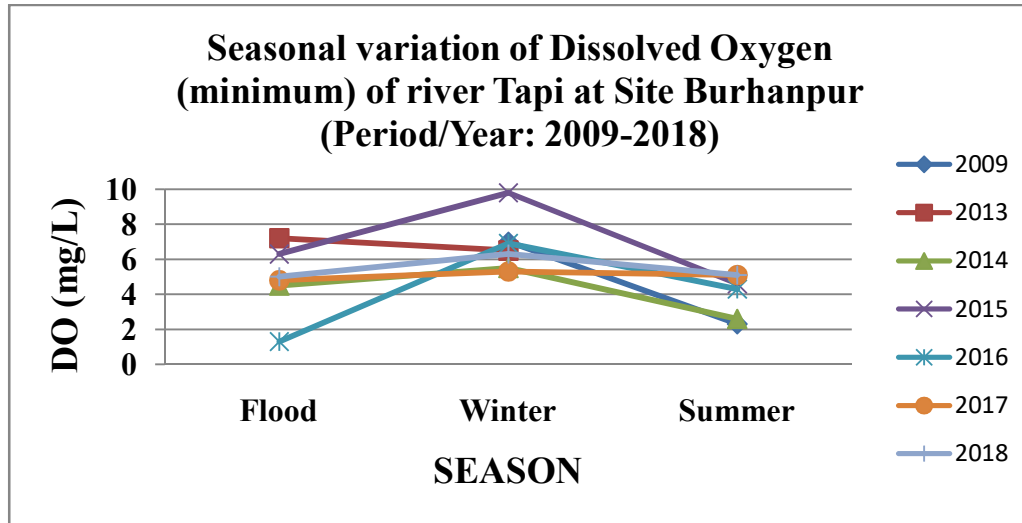 Seasonal variation of Dissolved Oxygen
(minimum) of river Tapi at Site Burhanpur
(Period/Year: 2009-2018)
10
8
6
4
2
0
DO (mg/L)
Flood Winter Summer
SEASON
2009
2013
2014
2015
2016
2017
2018